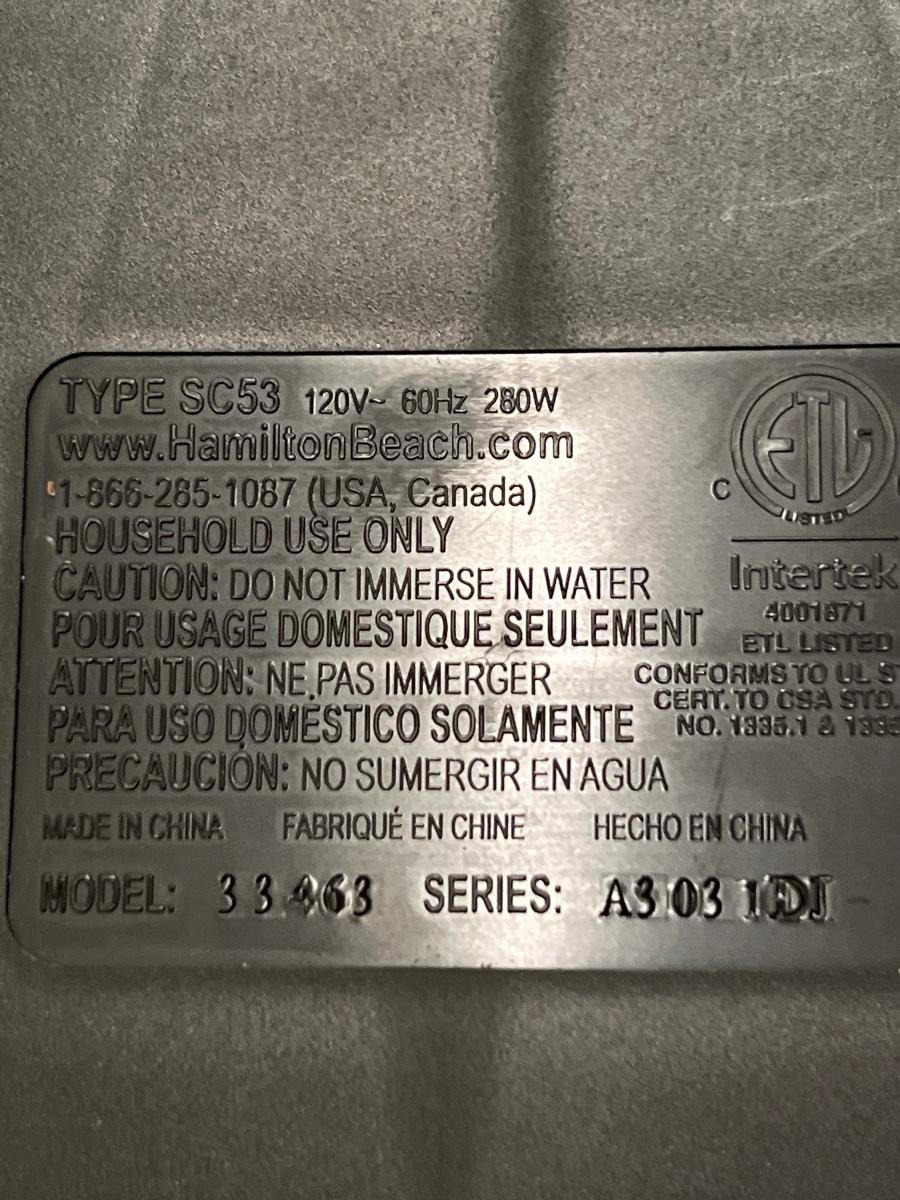 TYPE SC53 120V~ 60Hz 280W
www.HamiltonBeach.com
1-866-285-1087 (USA, Canada)
HOUSEHOLD USE ONLY
CAUTION: DO NOT IMMERSE IN WATER
POUR USAGE DOMESTIQUE SEULEMENT
ATTENTION: NE PAS IMMERGER
PARA USO DOMÉSTICO SOLAMENTE
PRECAUCIÓN: NO SUMERGIR EN AGUA
MADE IN CHINA FABRIQUÉ EN CHINE HECHO EN CHINA
MODEL: 33463 SERIES: A3031DJ
ETL
C
LISTED
Intertek
4001871
ETL LISTED
CONFORMS TO UL
CERT. TO CSA STD.
NO. 1335.1 &